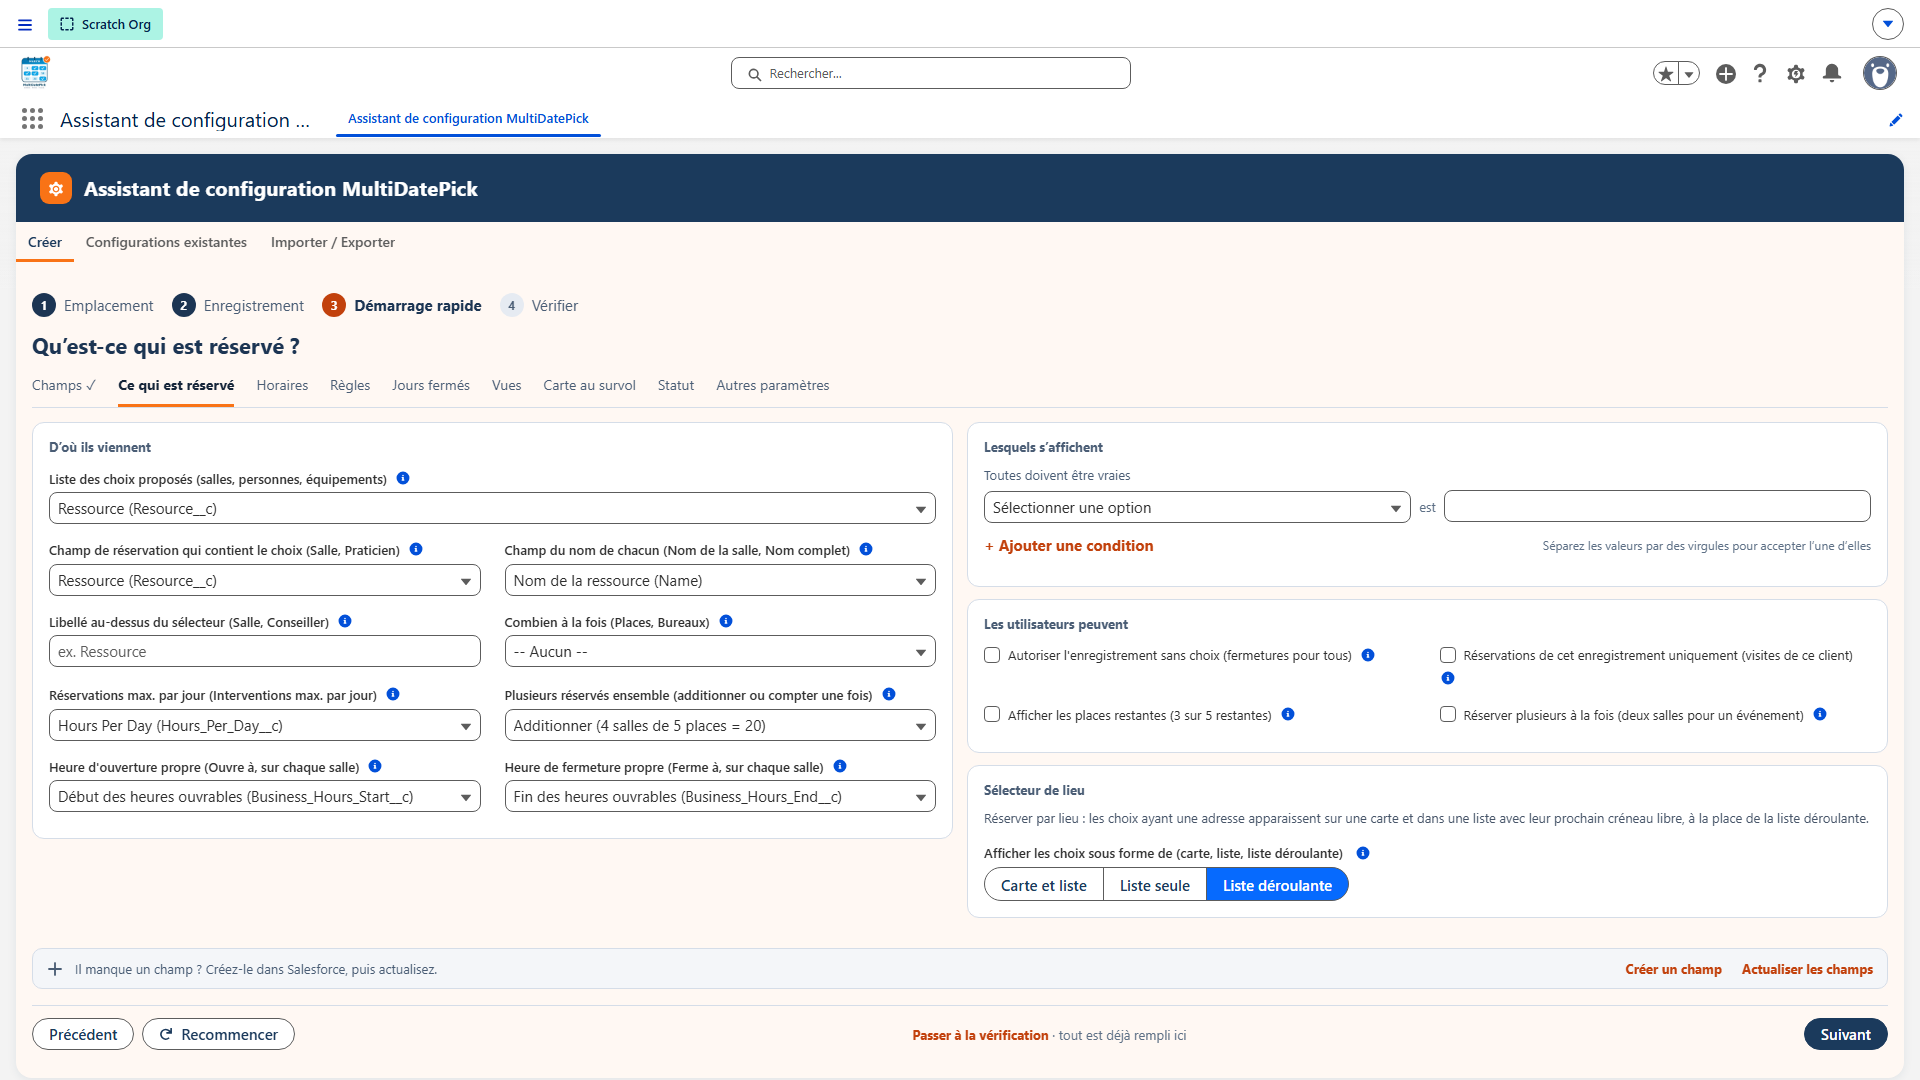 Scratch Org
Rechercher...
Assistant de configuration ...
Assistant de configuration MultiDatePick
Assistant de configuration MultiDatePick
Créer
Configurations existantes
Importer / Exporter
1 Emplacement
2 Enregistrement
3 Démarrage rapide
4 Vérifier
Qu’est-ce qui est réservé ?
Champs ✓
Ce qui est réservé
Horaires
Règles
Jours fermés
Vues
Carte au survol
Statut
Autres paramètres
D’où ils viennent
Liste des choix proposés (salles, personnes, équipements)
Ressource (Resource__c)
Champ de réservation qui contient le choix (Salle, Praticien)
Ressource (Resource__c)
Champ du nom de chacun (Nom de la salle, Nom complet)
Nom de la ressource (Name)
Libellé au-dessus du sélecteur (Salle, Conseiller)
ex. Ressource
Combien à la fois (Places, Bureaux)
-- Aucun --
Réservations max. par jour (Interventions max. par jour)
Hours Per Day (Hours_Per_Day__c)
Plusieurs réservés ensemble (additionner ou compter une fois)
Additionner (4 salles de 5 places = 20)
Heure d'ouverture propre (Ouvre à, sur chaque salle)
Début des heures ouvrables (Business_Hours_Start__c)
Heure de fermeture propre (Ferme à, sur chaque salle)
Fin des heures ouvrables (Business_Hours_End__c)
Lesquels s’affichent
Toutes doivent être vraies
Sélectionner une option
est
+ Ajouter une condition
Séparez les valeurs par des virgules pour accepter l’une d’elles
Les utilisateurs peuvent
Autoriser l'enregistrement sans choix (fermetures pour tous)
Réservations de cet enregistrement uniquement (visites de ce client)
Afficher les places restantes (3 sur 5 restantes)
Réserver plusieurs à la fois (deux salles pour un événement)
Sélecteur de lieu
Réserver par lieu : les choix ayant une adresse apparaissent sur une carte et dans une liste avec leur prochain créneau libre, à la place de la liste déroulante.
Afficher les choix sous forme de (carte, liste, liste déroulante)
Carte et liste
Liste seule
Liste déroulante
Il manque un champ ? Créez-le dans Salesforce, puis actualisez.
Créer un champ
Actualiser les champs
Précédent
Recommencer
Passer à la vérification · tout est déjà rempli ici
Suivant